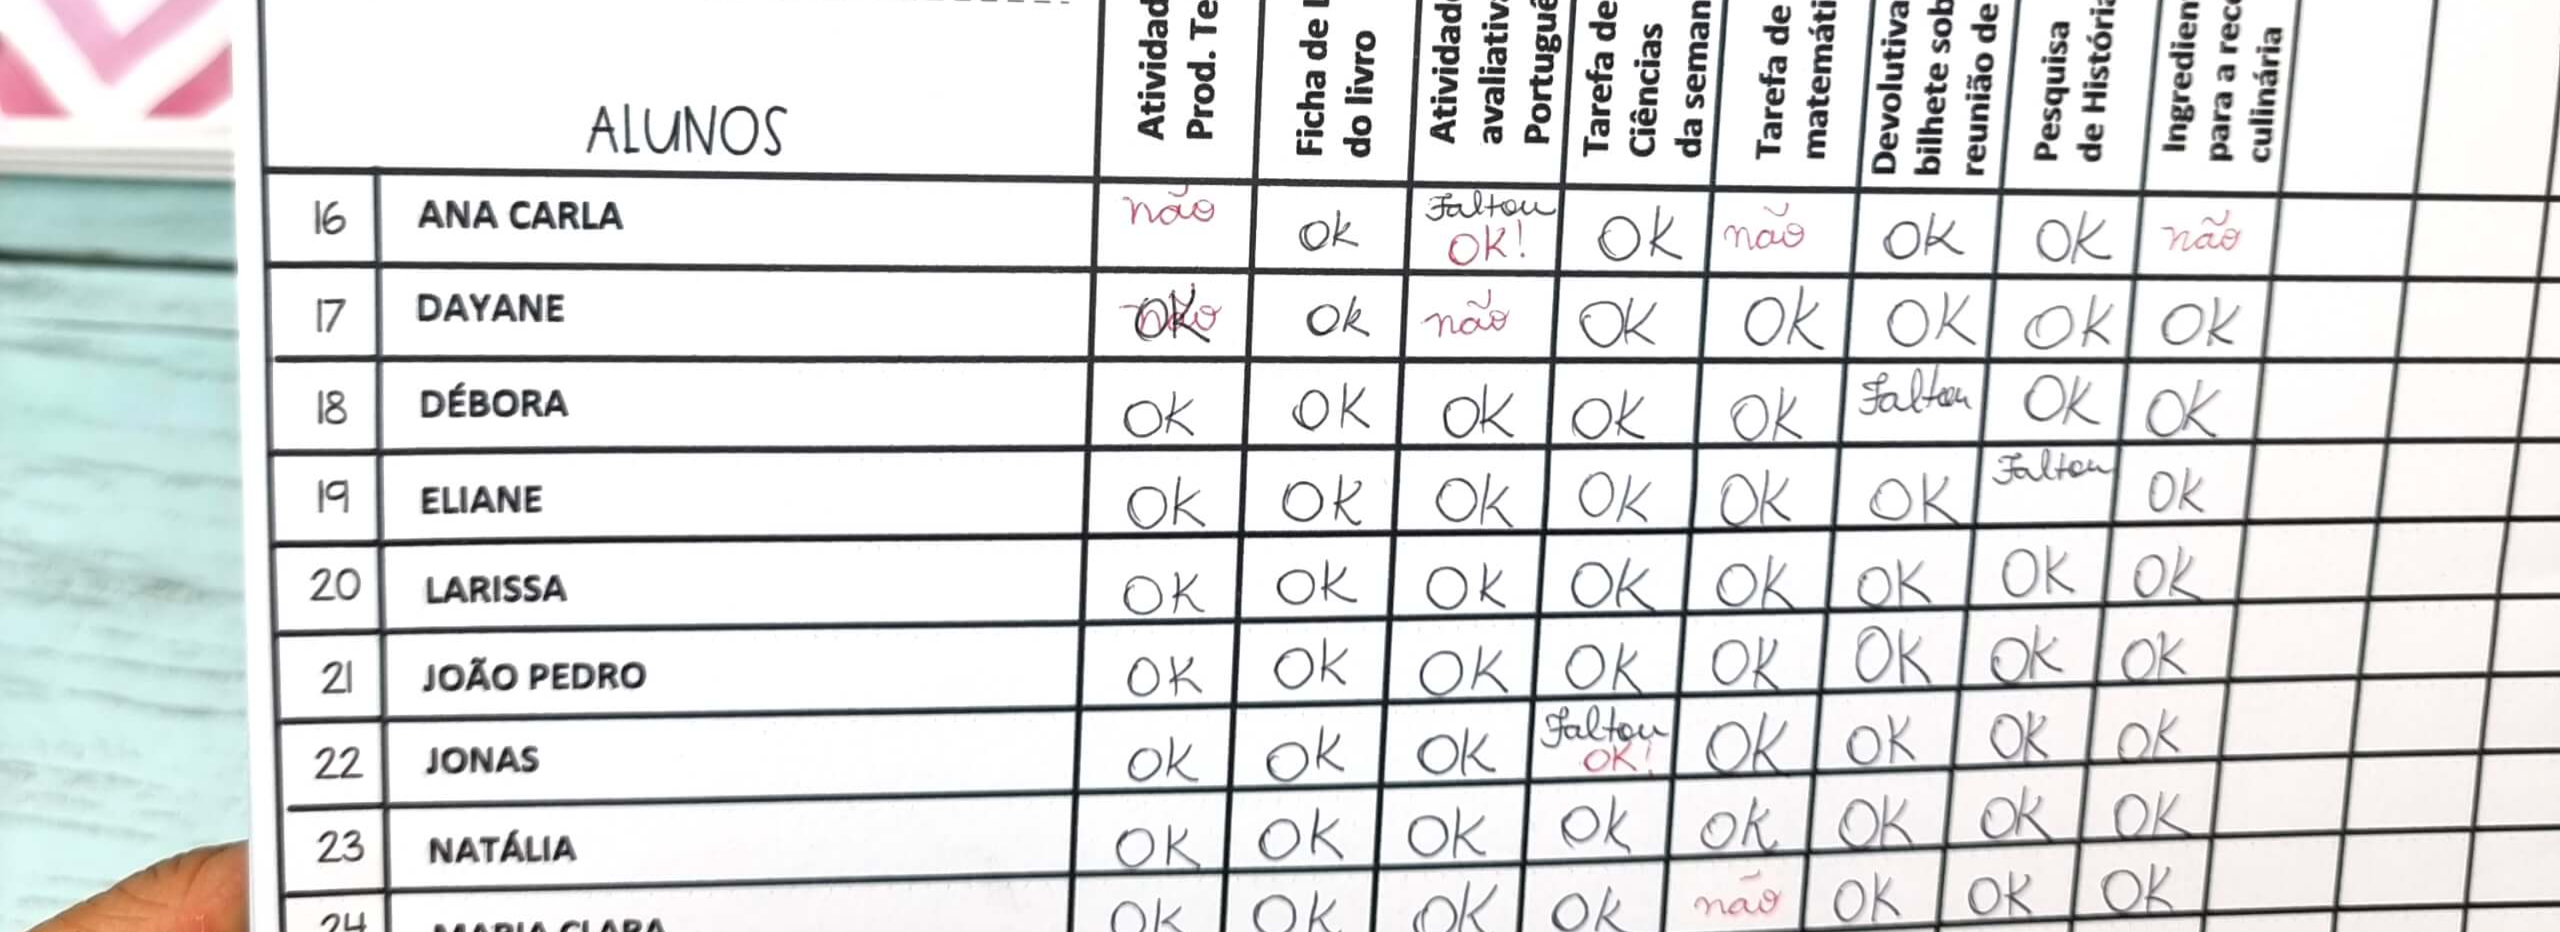 ALUNOS
Atividad
Prod. Te
Ficha de
do livro
Atividad
avaliativ
Portuguê
Tarefa de
Ciências
da seman
Tarefa de
matemáti
Devolutiva
bilhete sob
reunião de
Pesquisa
de História
Ingredien
para a rec
culinária
16 ANA CARLA não ok Faltou OK! OK não OK OK não
17 DAYANE OK ok não OK OK OK OK OK
18 DÉBORA OK OK OK OK OK Faltou OK OK
19 ELIANE OK OK OK OK OK OK Faltou OK
20 LARISSA OK OK OK OK OK OK OK OK
21 JOÃO PEDRO OK OK OK OK OK OK OK OK
22 JONAS OK OK OK Faltou OK! OK OK OK OK
23 NATÁLIA OK OK OK OK OK OK OK OK
24 MARIA CLARA OK OK OK OK não OK OK OK